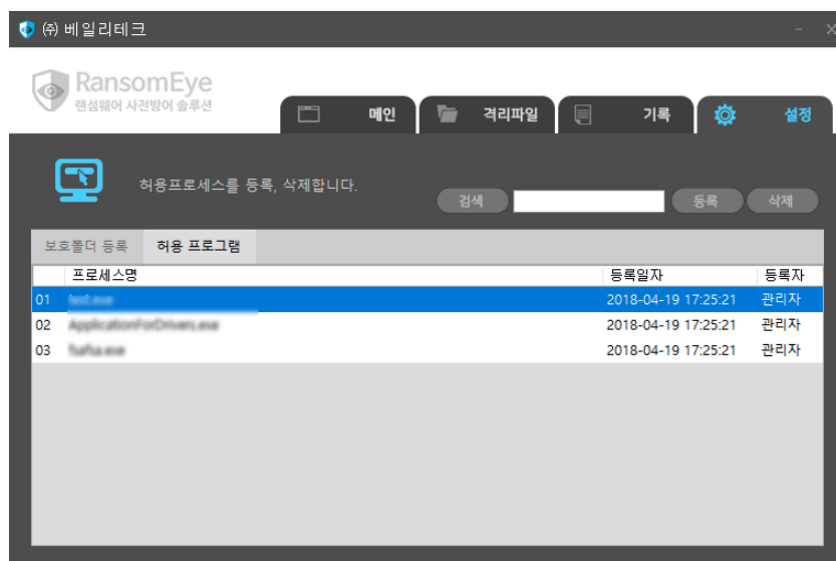 ㈜ 베일리테크
RansomEye
랜섬웨어 사전방어 솔루션
메인 격리파일 기록 설정
허용프로세스를 등록, 삭제합니다.
검색 등록 삭제
보호폴더 등록 허용 프로그램
프로세스명 등록일자 등록자
01 2018-04-19 17:25:21 관리자
02 ApplicationForDrivers.exe 2018-04-19 17:25:21 관리자
03 2018-04-19 17:25:21 관리자